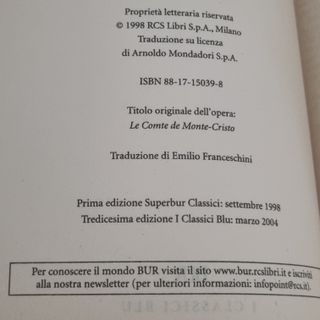 Proprietà letteraria riservata
© 1998 RCS Libri S.p.A., Milano
Traduzione su licenza
di Arnoldo Mondadori S.p.A.
ISBN 88-17-15039-8
Titolo originale dell'opera:
Le Comte de Monte-Cristo
Traduzione di Emilio Franceschini
Prima edizione Superbur Classici: settembre 1998
Tredicesima edizione I Classici Blu: marzo 2004
Per conoscere il mondo BUR visita il sito www.bur.rcslibri.it e iscriviti
alla nostra newsletter (per ulteriori informazioni: infopoint@rcs.it).
I CLASSICI BLU